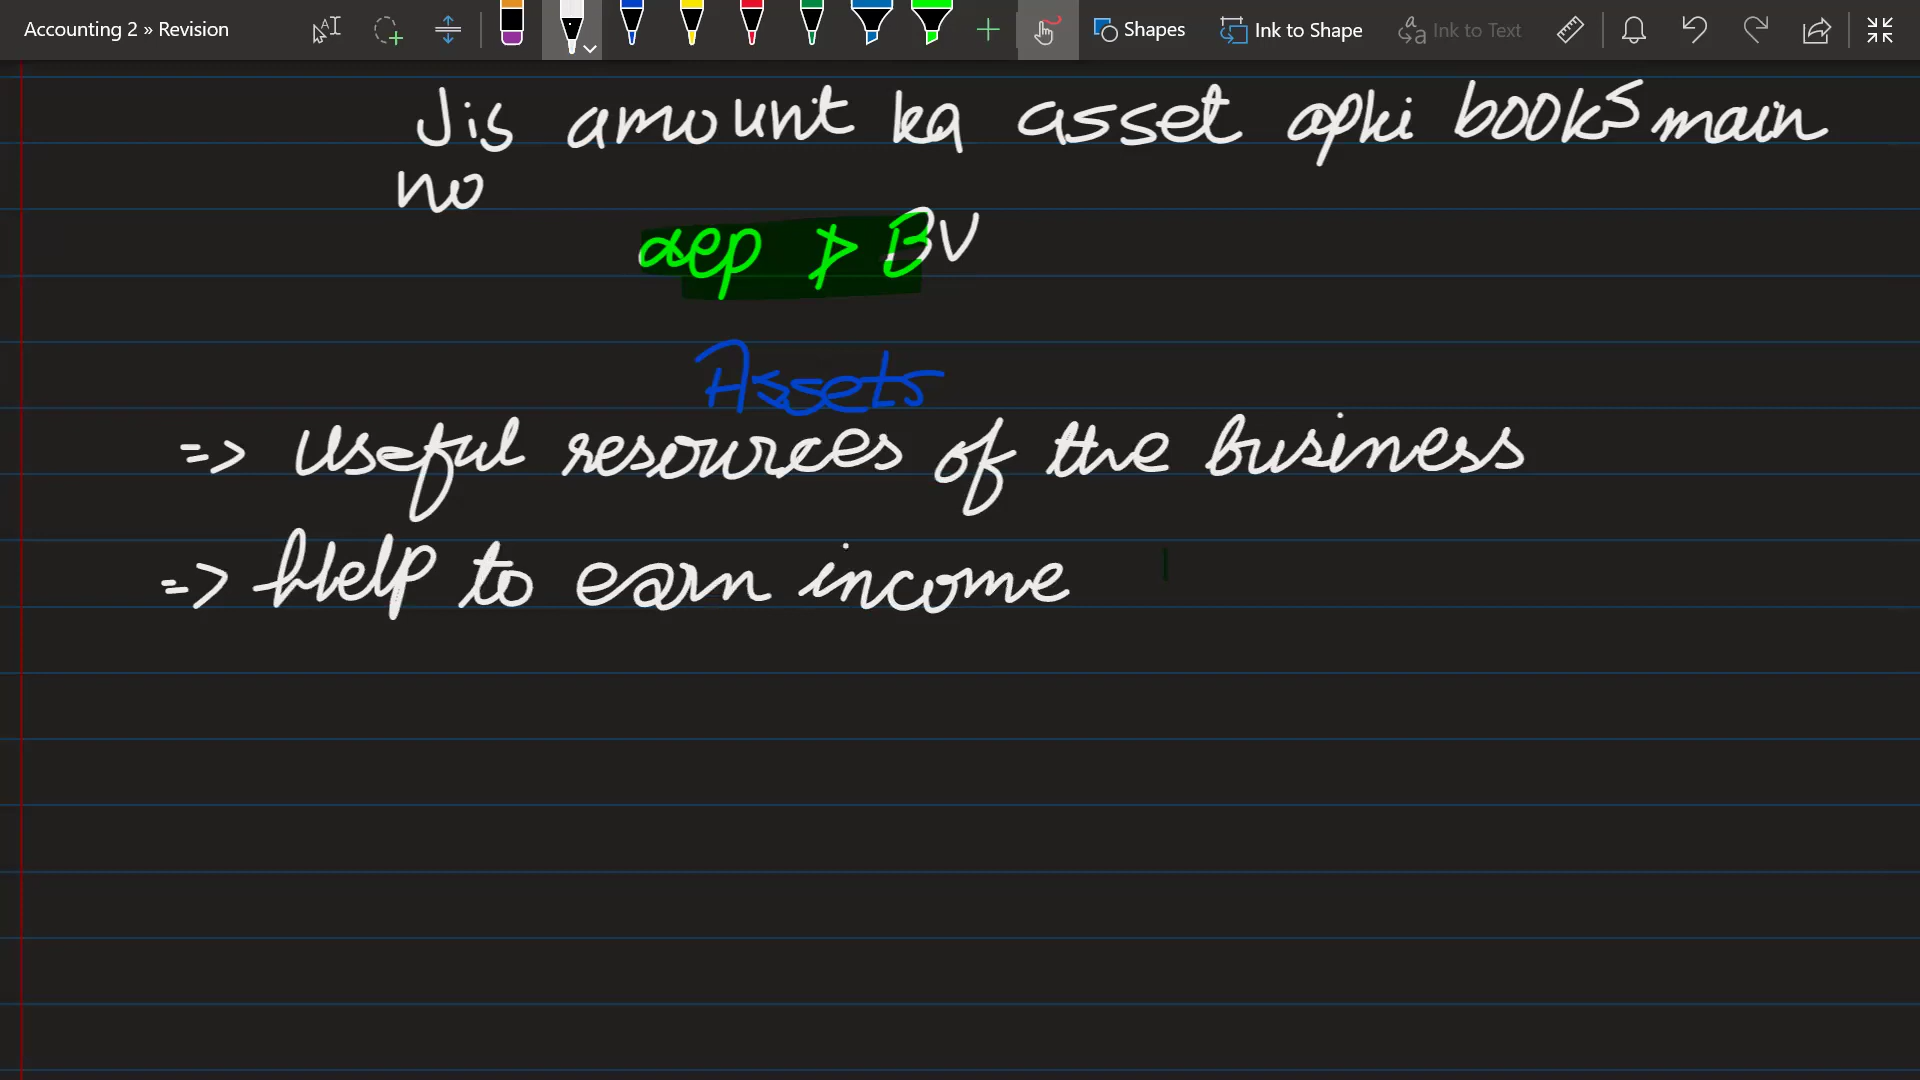 Accounting 2 » Revision Shapes Ink to Shape Ink to Text
Jis amount ka asset apki books main
ho
dep ≯ BV
Assets
=> Useful resources of the business
=> Help to earn income